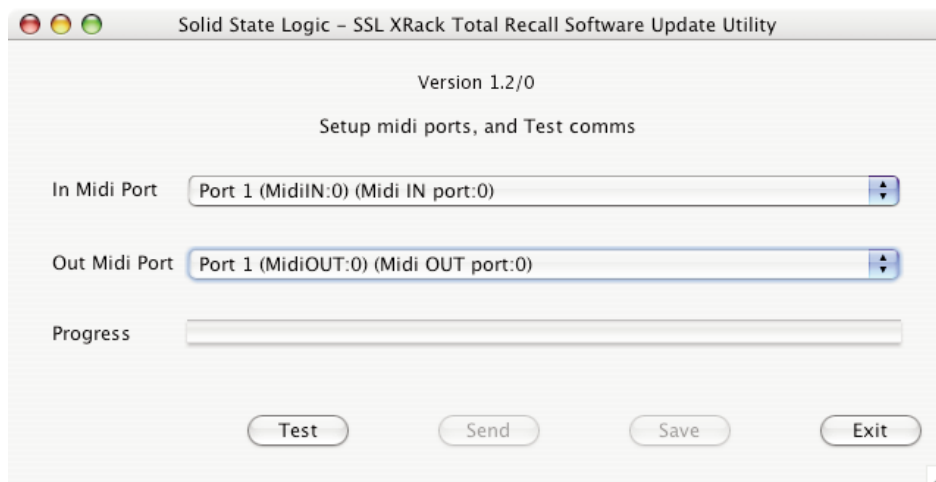 Solid State Logic – SSL XRack Total Recall Software Update Utility
Version 1.2/0
Setup midi ports, and Test comms
In Midi Port Port 1 (MidiIN:0) (Midi IN port:0)
Out Midi Port Port 1 (MidiOUT:0) (Midi OUT port:0)
Progress
Test Send Save Exit